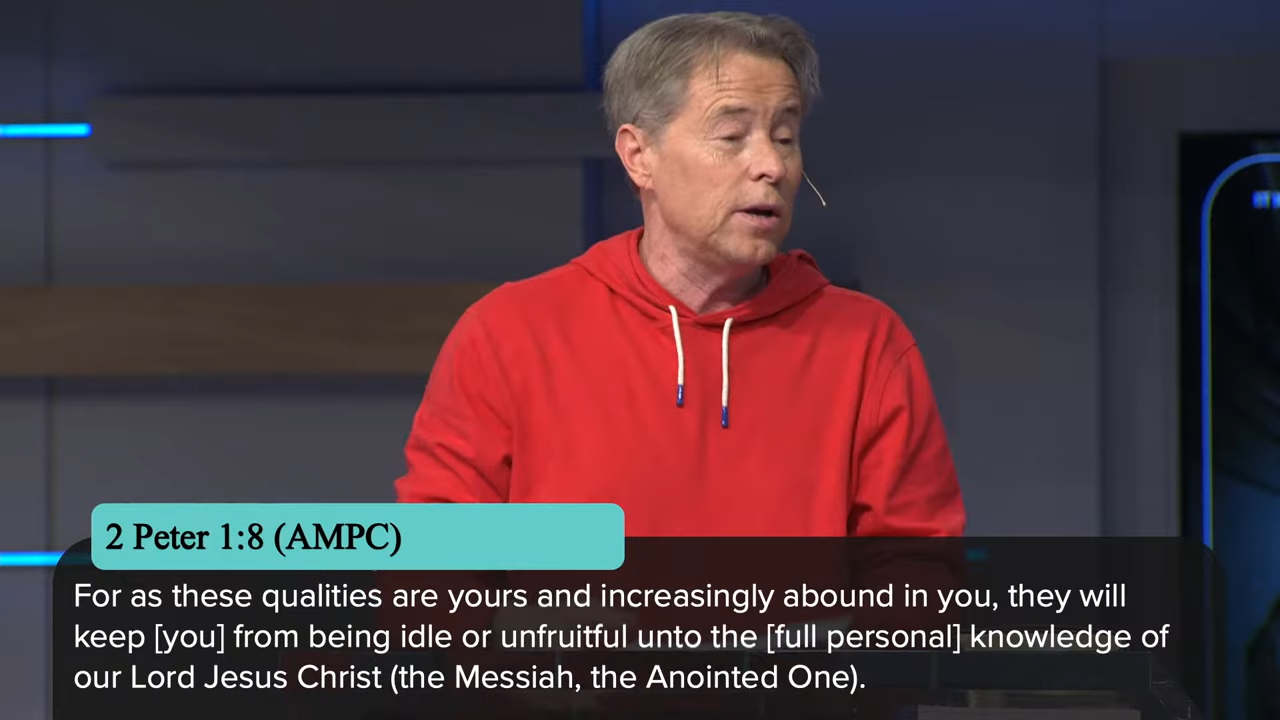 2 Peter 1:8 (AMPC)
For as these qualities are yours and increasingly abound in you, they will
keep [you] from being idle or unfruitful unto the [full personal] knowledge of
our Lord Jesus Christ (the Messiah, the Anointed One).